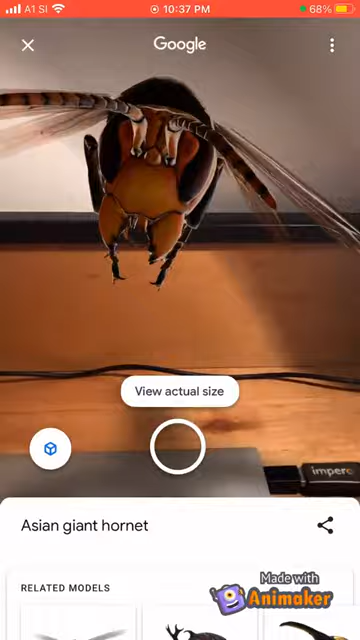 A1 SI 10:37 PM 68%
Google
View actual size
imperc
Asian giant hornet
RELATED MODELS
Made with
Animaker